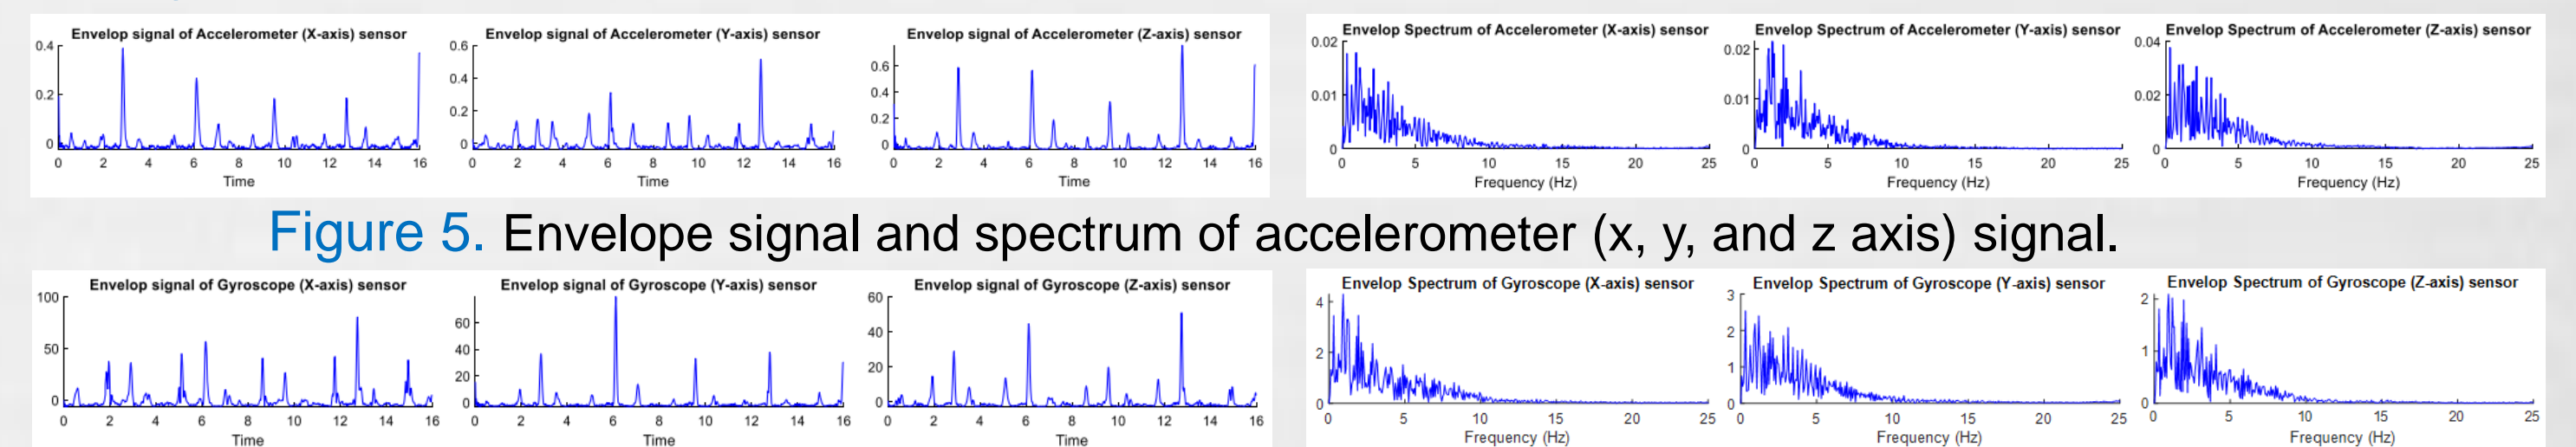 Envelop signal of Accelerometer (X-axis) sensor
0.4
0.2
0
0 2 4 6 8 10 12 14 16
Time
Envelop signal of Accelerometer (Y-axis) sensor
0.6
0.4
0.2
0
0 2 4 6 8 10 12 14 16
Time
Envelop signal of Accelerometer (Z-axis) sensor
0.6
0.4
0.2
0
0 2 4 6 8 10 12 14 16
Time
Envelop Spectrum of Accelerometer (X-axis) sensor
0.02
0.01
0
0 5 10 15 20 25
Frequency (Hz)
Envelop Spectrum of Accelerometer (Y-axis) sensor
0.02
0.01
0
0 5 10 15 20 25
Frequency (Hz)
Envelop Spectrum of Accelerometer (Z-axis) sensor
0.04
0.02
0
0 5 10 15 20 25
Frequency (Hz)
Figure 5. Envelope signal and spectrum of accelerometer (x, y, and z axis) signal.
Envelop signal of Gyroscope (X-axis) sensor
100
50
0
0 2 4 6 8 10 12 14 16
Time
Envelop signal of Gyroscope (Y-axis) sensor
60
40
20
0
0 2 4 6 8 10 12 14 16
Time
Envelop signal of Gyroscope (Z-axis) sensor
60
40
20
0
0 2 4 6 8 10 12 14 16
Time
Envelop Spectrum of Gyroscope (X-axis) sensor
4
2
0
0 5 10 15 20 25
Frequency (Hz)
Envelop Spectrum of Gyroscope (Y-axis) sensor
3
2
1
0
0 5 10 15 20 25
Frequency (Hz)
Envelop Spectrum of Gyroscope (Z-axis) sensor
2
1
0
0 5 10 15 20 25
Frequency (Hz)